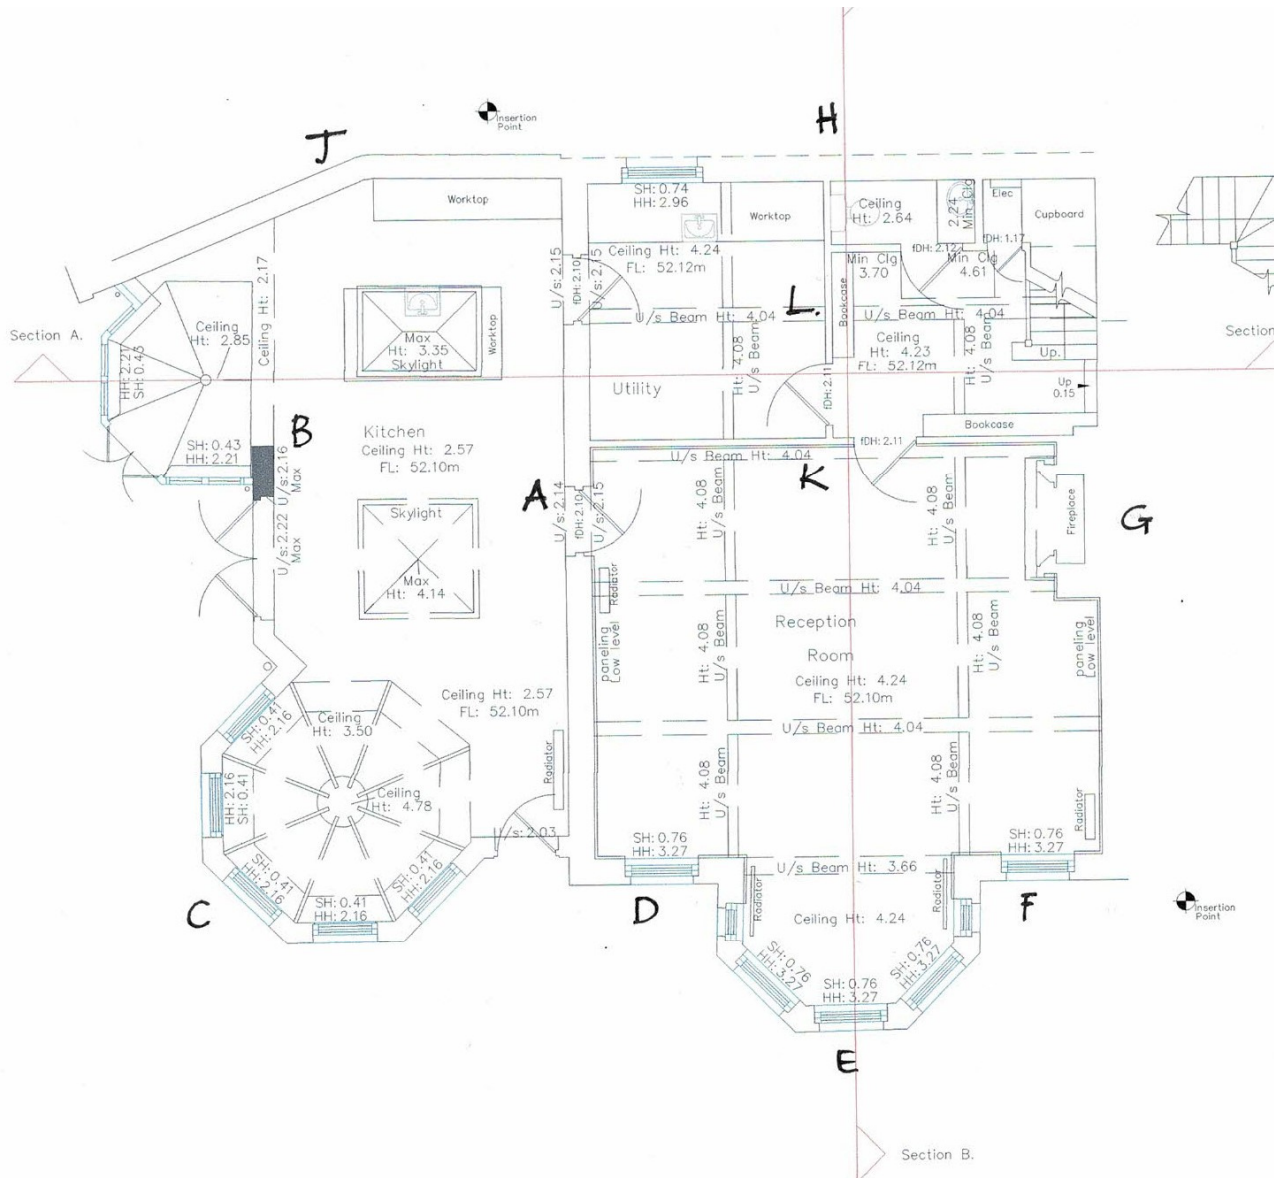 H
J
Insertion
Point
Worktop
SH: 0.74
HH: 2.96
Worktop
Ceiling
Ht: 2.64
2.24
Min Clg
Elec
Cupboard
Ceiling Ht: 4.24
FL: 52.12m
fDH: 2.12
fDH: 1.17
Min Clg
3.70
Min Clg
4.61
U/s: 2.15
fDH: 2.10
U/s: 2.15
Ceiling Ht: 2.17
Bookcase
L.
U/s Beam Ht: 4.04
U/s Beam Ht: 4.04
Section A.
Ceiling
Ht: 2.85
HH: 2.21
SH: 0.43
Max
Ht: 3.35
Skylight
Worktop
Ht: 4.08
U/s Beam
Ceiling
Ht: 4.23
FL: 52.12m
Ht: 4.08
U/s Beam
Up.
Up
0.15
Section
Utility
fDH: 2.11
Bookcase
B
Kitchen
Ceiling Ht: 2.57
FL: 52.10m
SH: 0.43
HH: 2.21
U/s: 2.16
Max
U/s: 2.22
Max
fDH: 2.11
U/s Beam Ht: 4.04
K
A
U/s: 2.14
fDH: 2.10
U/s: 2.15
Ht: 4.08
U/s Beam
Ht: 4.08
U/s Beam
Fireplace
G
Skylight
Max
Ht: 4.14
Radiator
U/s Beam Ht: 4.04
Reception
Room
Ceiling Ht: 4.24
FL: 52.10m
paneling
Low level
Ht: 4.08
U/s Beam
Ht: 4.08
U/s Beam
paneling
Low level
Ceiling Ht: 2.57
FL: 52.10m
SH: 0.41
HH: 2.16
Ceiling
Ht: 3.50
U/s Beam Ht: 4.04
HH: 2.16
SH: 0.41
Ceiling
Ht: 4.78
Radiator
Ht: 4.08
U/s Beam
Ht: 4.08
U/s Beam
Radiator
U/s: 2.03
SH: 0.76
HH: 3.27
SH: 0.76
HH: 3.27
SH: 0.41
HH: 2.16
SH: 0.41
HH: 2.16
SH: 0.41
HH: 2.16
U/s Beam Ht: 3.66
Radiator
Radiator
Ceiling Ht: 4.24
C
D
F
Insertion
Point
SH: 0.76
HH: 3.27
SH: 0.76
HH: 3.27
SH: 0.76
HH: 3.27
E
Section B.